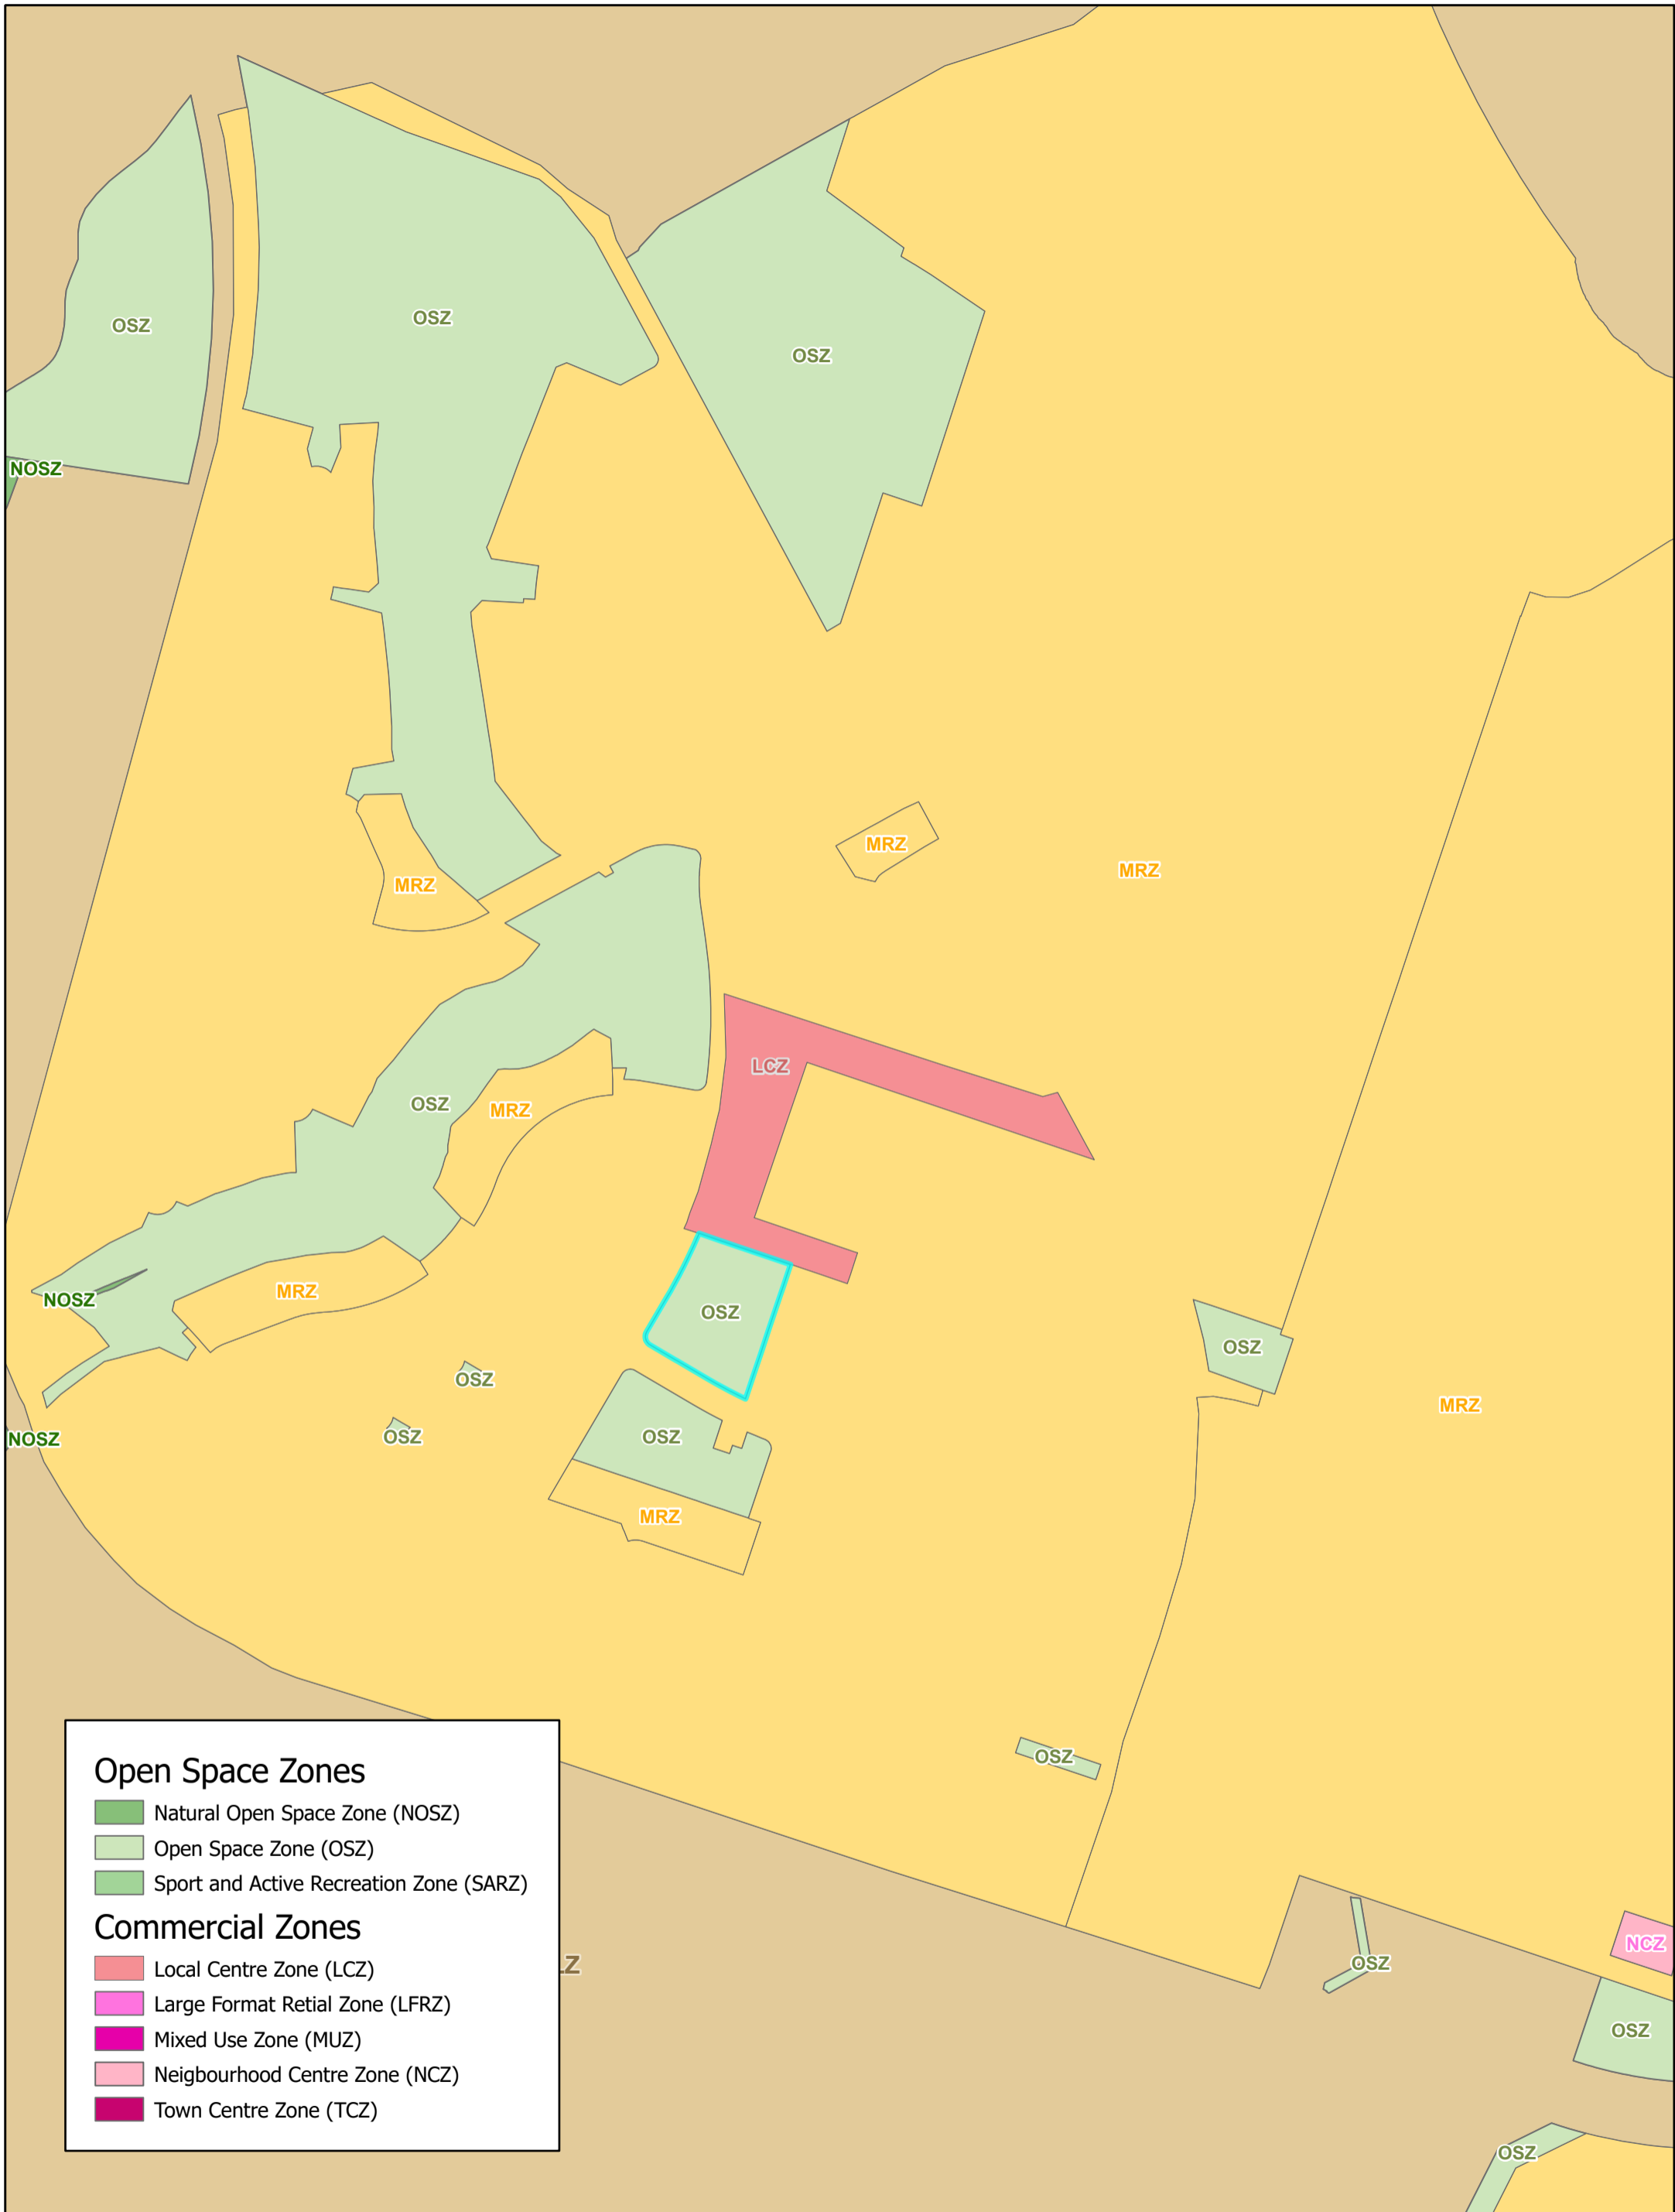 OSZ
OSZ
OSZ
NOSZ
MRZ
MRZ
MRZ
LCZ
OSZ
MRZ
MRZ
NOSZ
OSZ
OSZ
OSZ
MRZ
OSZ
OSZ
NOSZ
MRZ
OSZ
NCZ
OSZ
OSZ
OSZ
LZ
Open Space Zones
Natural Open Space Zone (NOSZ)
Open Space Zone (OSZ)
Sport and Active Recreation Zone (SARZ)
Commercial Zones
Local Centre Zone (LCZ)
Large Format Retial Zone (LFRZ)
Mixed Use Zone (MUZ)
Neigbourhood Centre Zone (NCZ)
Town Centre Zone (TCZ)